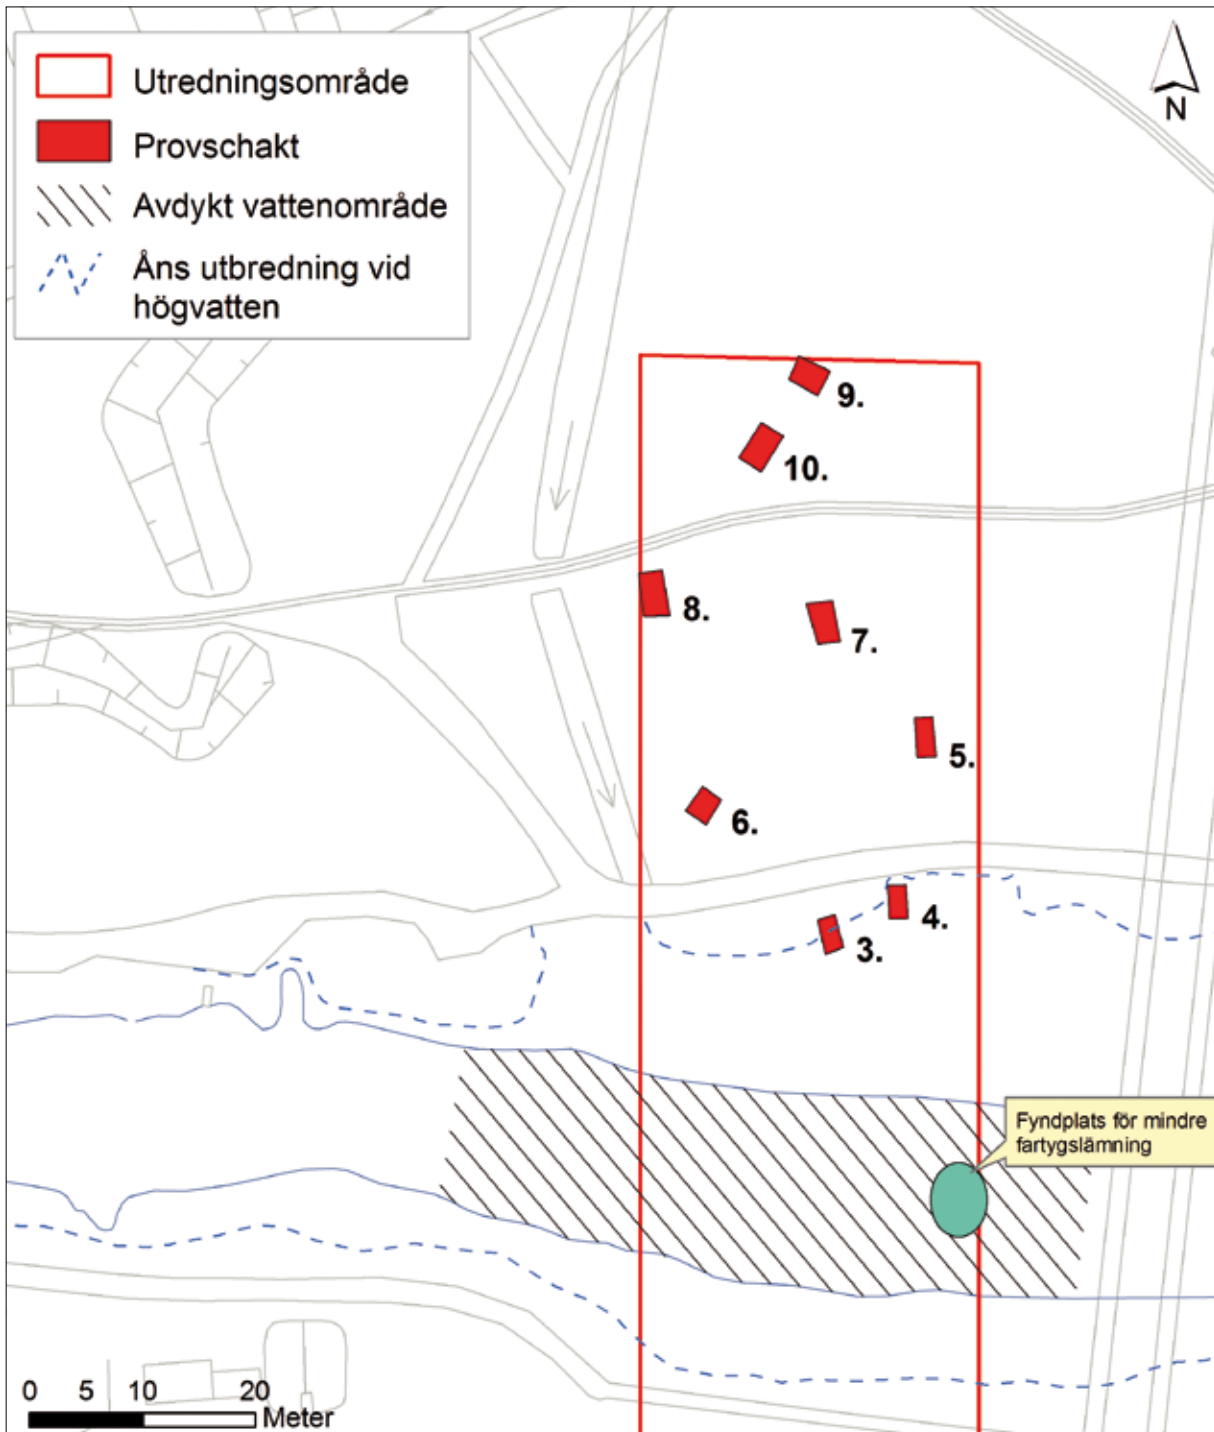 Utredningsområde
Provschakt
Avdykt vattenområde
Åns utbredning vid
högvatten
N
9.
10.
8.
7.
5.
6.
4.
3.
Fyndplats för mindre
fartygslämning
0 5 10 20
Meter